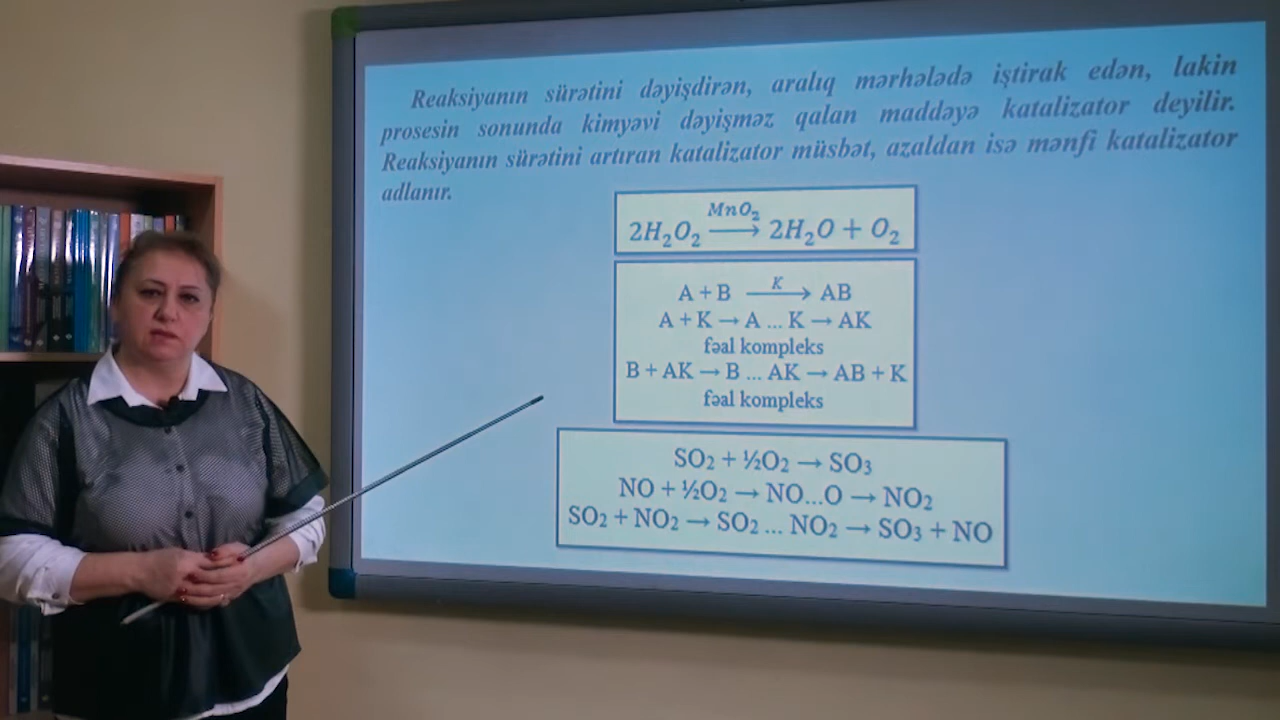 Reaksiyanın sürətini dəyişdirən, aralıq mərhələdə iştirak edən, lakin
prosesin sonunda kimyəvi dəyişməz qalan maddəyə katalizator deyilir.
Reaksiyanın sürətini artıran katalizator müsbət, azaldan isə mənfi katalizator
adlanır.
MnO₂
2H₂O₂ ⟶ 2H₂O + O₂
K
A + B ⟶ AB
A + K → A ... K → AK
fəal kompleks
B + AK → B ... AK → AB + K
fəal kompleks
SO₂ + ½O₂ → SO₃
NO + ½O₂ → NO...O → NO₂
SO₂ + NO₂ → SO₂ ... NO₂ → SO₃ + NO